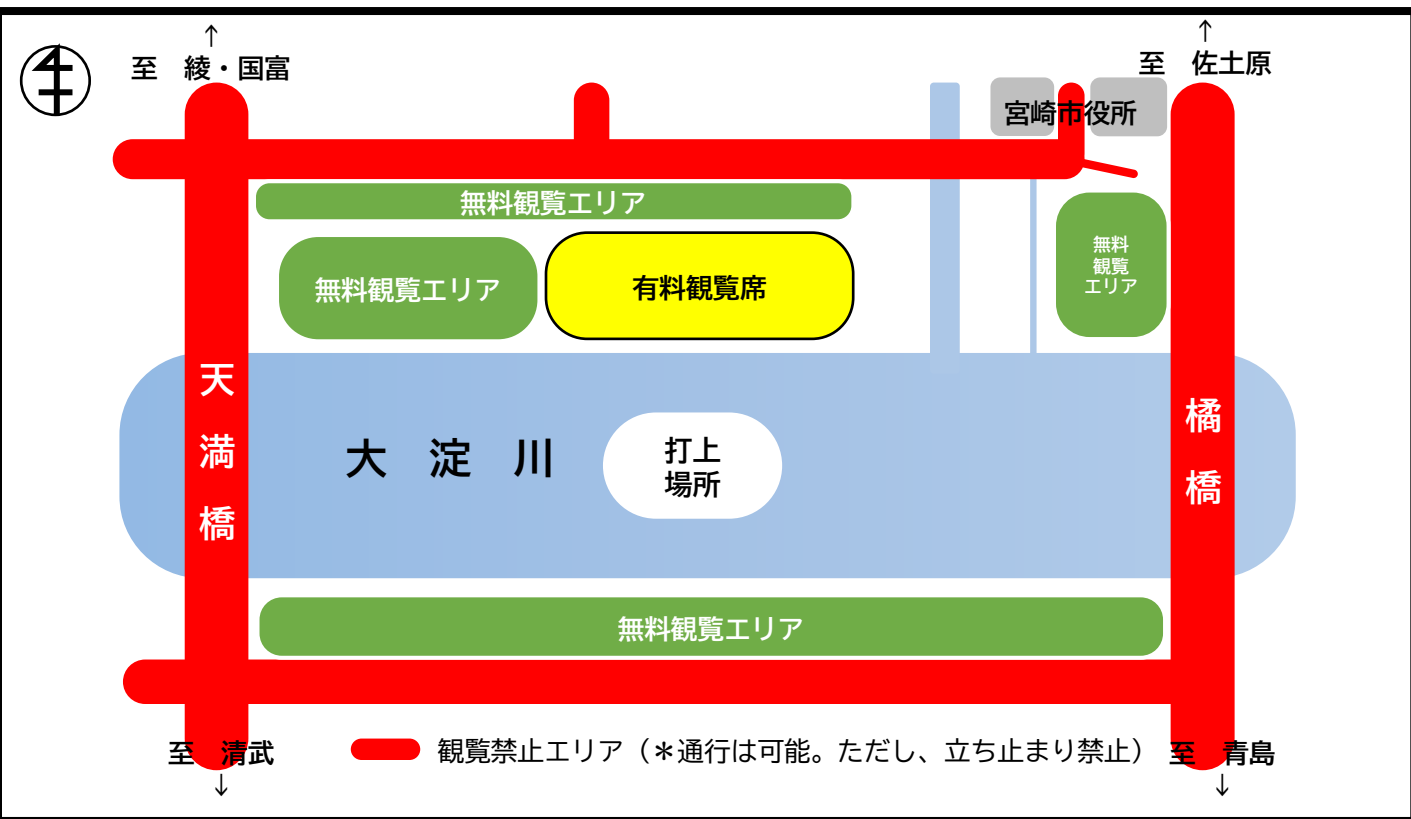 ↑
至　綾・国富
↑
至　佐土原
宮崎市役所
無料観覧エリア
無料観覧エリア
有料観覧席
無料
観覧
エリア
天満橋
大淀川
打上
場所
橘橋
無料観覧エリア
至　清武
↓
観覧禁止エリア（＊通行は可能。ただし、立ち止まり禁止）
至　青島
↓